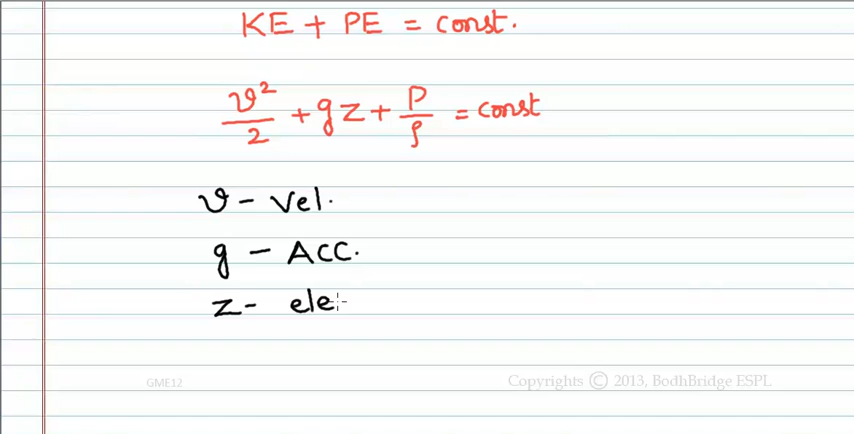 KE + PE = const.
v²/2 + gz + P/ρ = const
v - Vel.
g - ACC.
z - ele
GME12
Copyrights © 2013, BodhBridge ESPL